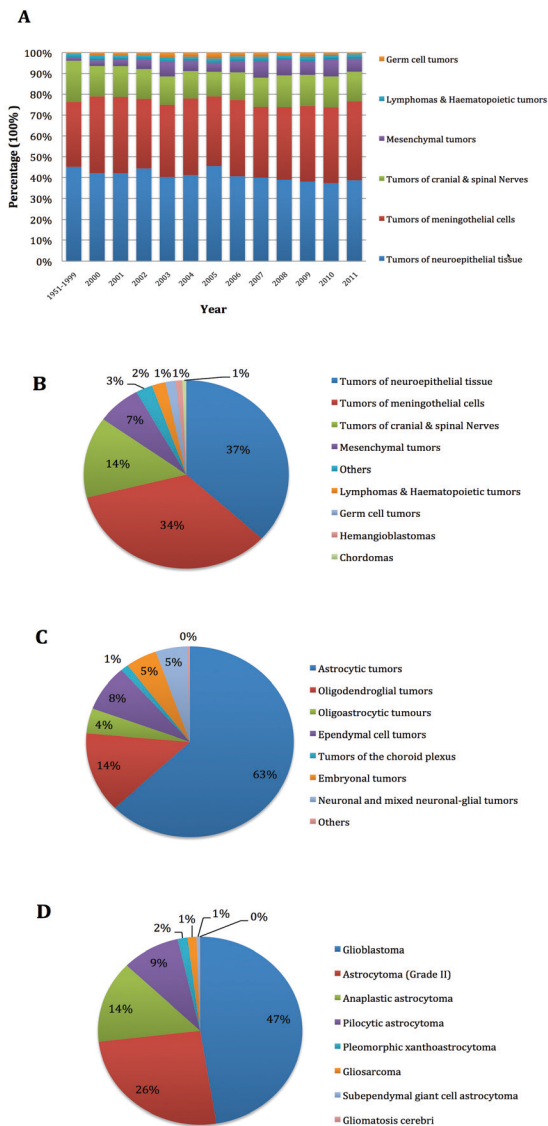 A
100%
90%
80%
70%
60%
50%
40%
30%
20%
10%
0%
Percentage (100% )
1951-1999
2000
2001
2002
2003
2004
2005
2006
2007
2008
2009
2010
2011
Year
Germ cell tumors
Lymphomas & Haematopoietic tumors
Mesenchymal tumors
Tumors of cranial & spinal Nerves
Tumors of meningothelial cells
Tumors of neuroepithelial tissue
B
3%
2%
1%
1%
1%
7%
14%
37%
34%
Tumors of neuroepithelial tissue
Tumors of meningothelial cells
Tumors of cranial & spinal Nerves
Mesenchymal tumors
Others
Lymphomas & Haematopoietic tumors
Germ cell tumors
Hemangioblastomas
Chordomas
C
0%
1%
5%
5%
8%
4%
14%
63%
Astrocytic tumors
Oligodendroglial tumors
Oligoastrocytic tumours
Ependymal cell tumors
Tumors of the choroid plexus
Embryonal tumors
Neuronal and mixed neuronal-glial tumors
Others
D
2%
1%
1%
0%
9%
14%
47%
26%
Glioblastoma
Astrocytoma (Grade II)
Anaplastic astrocytoma
Pilocytic astrocytoma
Pleomorphic xanthoastrocytoma
Gliosarcoma
Subependymal giant cell astrocytoma
Gliomatosis cerebri